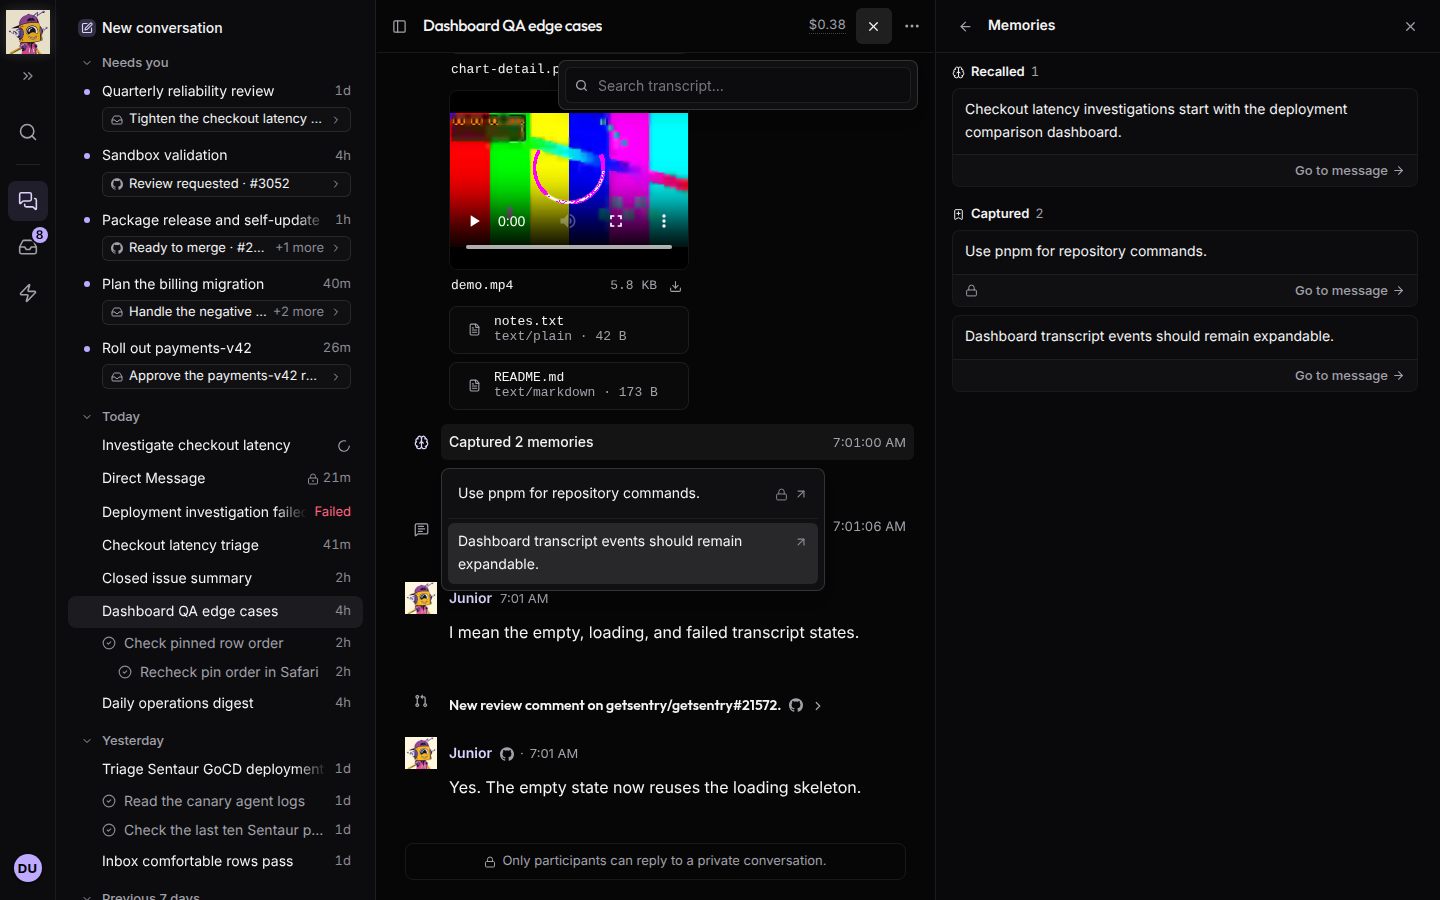 New conversation
Needs you
Quarterly reliability review 1d
Tighten the checkout latency ...
Sandbox validation 4h
Review requested · #3052
Package release and self-update 1h
Ready to merge · #2... +1 more
Plan the billing migration 40m
Handle the negative ... +2 more
Roll out payments-v42 26m
Approve the payments-v42 r...
Today
Investigate checkout latency
Direct Message 21m
Deployment investigation failed Failed
Checkout latency triage 41m
Closed issue summary 2h
Dashboard QA edge cases 4h
Check pinned row order 2h
Recheck pin order in Safari 2h
Daily operations digest 4h
Yesterday
Triage Sentaur GoCD deployment 1d
Read the canary agent logs 1d
Check the last ten Sentaur p... 1d
Inbox comfortable rows pass 1d
Previous 7 days
8
DU
Dashboard QA edge cases $0.38
Search transcript...
chart-detail.p
0:00
demo.mp4 5.8 KB
notes.txt
text/plain · 42 B
README.md
text/markdown · 173 B
Captured 2 memories 7:01:00 AM
Use pnpm for repository commands.
Dashboard transcript events should remain
expandable.
7:01:06 AM
Junior 7:01 AM
I mean the empty, loading, and failed transcript states.
New review comment on getsentry/getsentry#21572.
Junior · 7:01 AM
Yes. The empty state now reuses the loading skeleton.
Only participants can reply to a private conversation.
Memories
Recalled 1
Checkout latency investigations start with the deployment
comparison dashboard.
Go to message
Captured 2
Use pnpm for repository commands.
Go to message
Dashboard transcript events should remain expandable.
Go to message